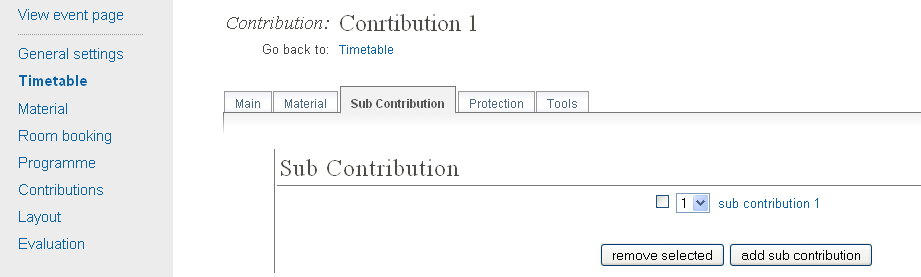 View event page
General settings
Timetable
Material
Room booking
Programme
Contributions
Layout
Evaluation
Contribution: Conrtibution 1
Go back to: Timetable
Main Material Sub Contribution Protection Tools
Sub Contribution
1 sub contribution 1
remove selected add sub contribution